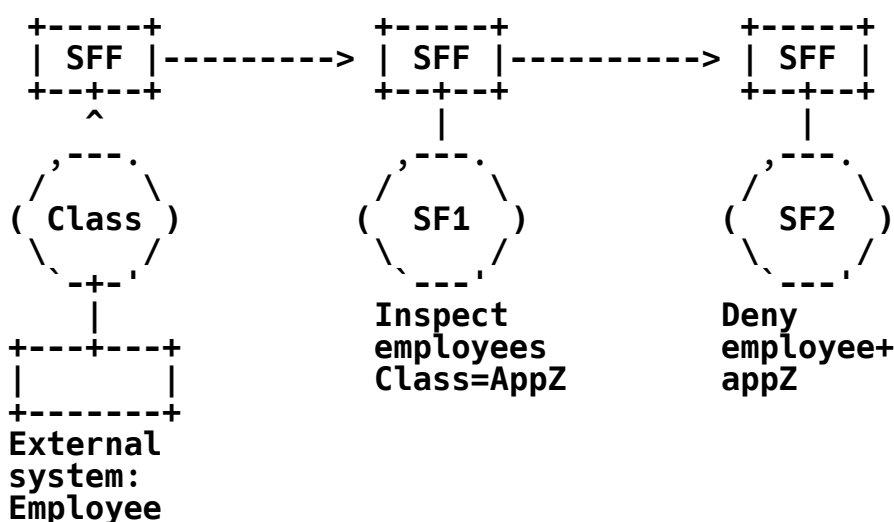 SFF SFF SFF
Class SF1 SF2
Inspect Deny
employees employee+
Class=AppZ appZ
External
system:
Employee